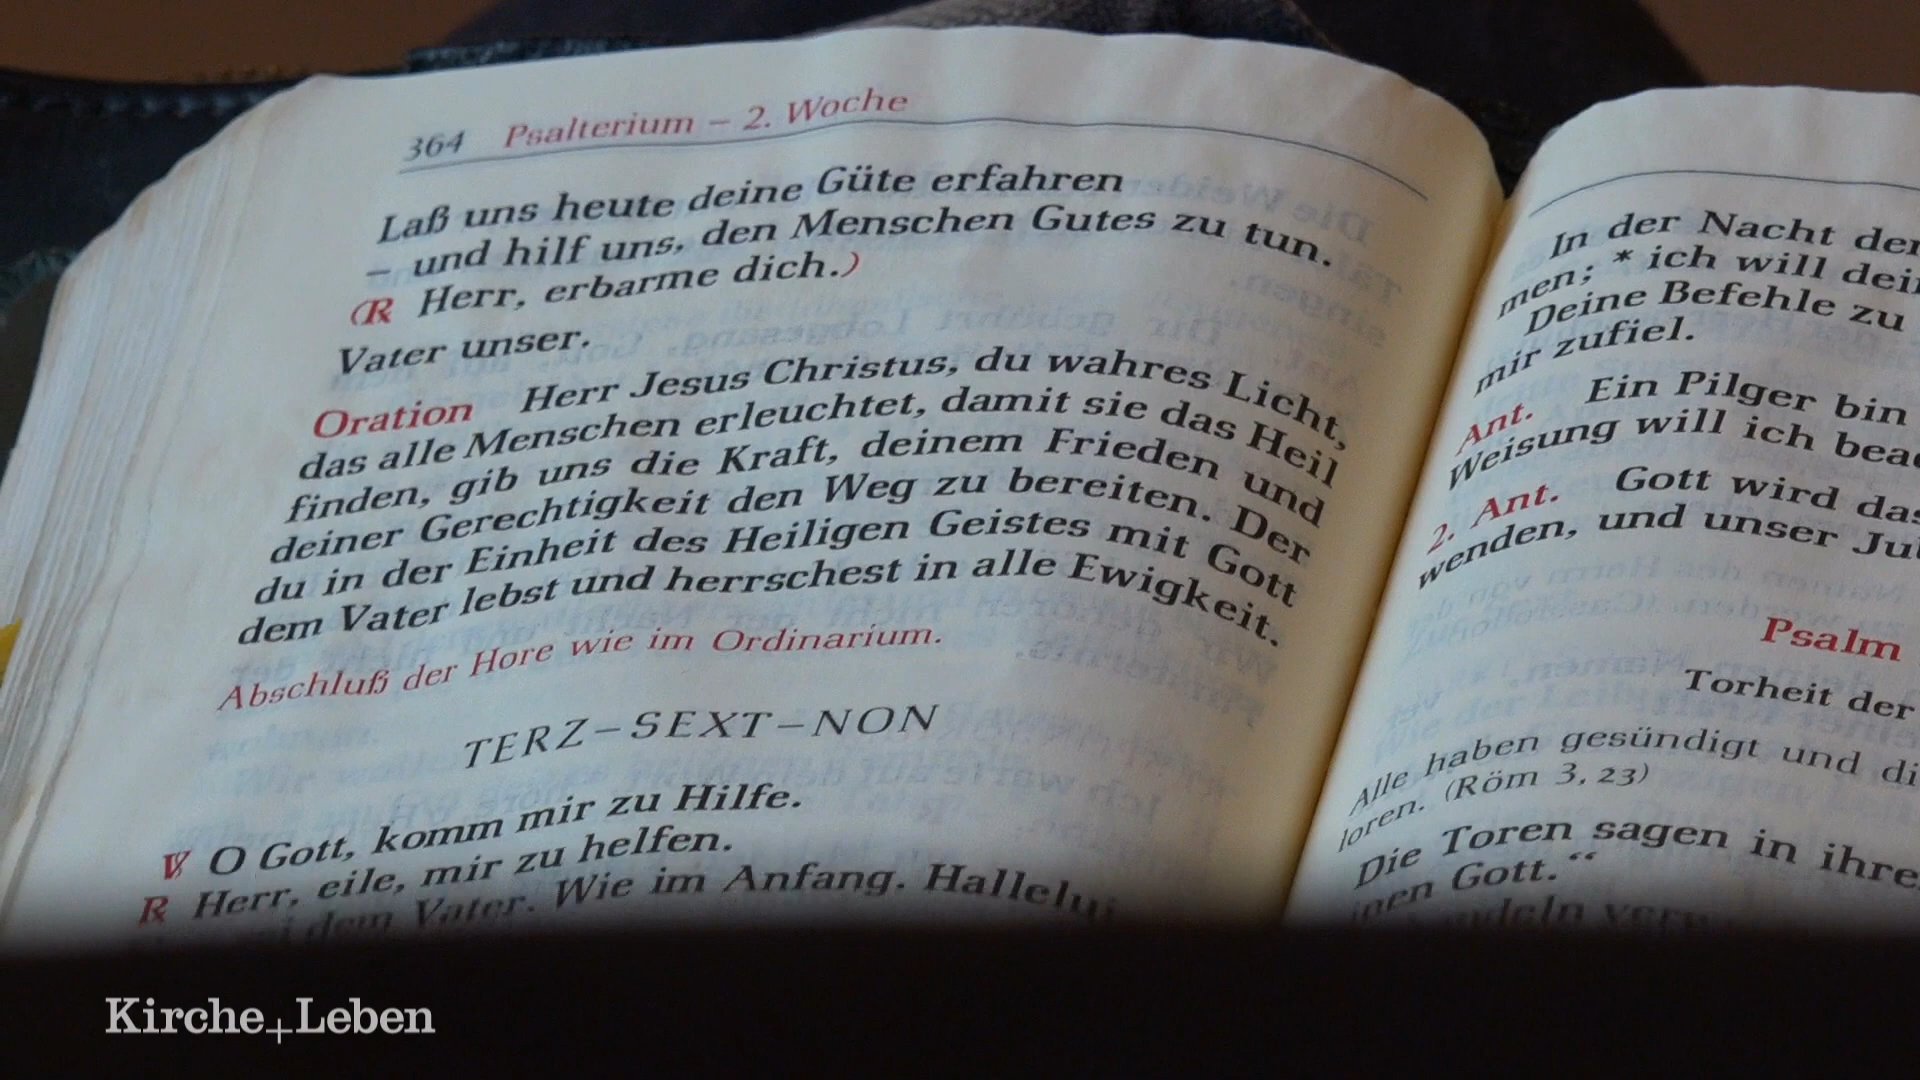 364 Psalterium – 2. Woche
Laß uns heute deine Güte erfahren
– und hilf uns, den Menschen Gutes zu tun.
(℟ Herr, erbarme dich.)
Vater unser.
Oration Herr Jesus Christus, du wahres Licht,
das alle Menschen erleuchtet, damit sie das Heil
finden, gib uns die Kraft, deinem Frieden und
deiner Gerechtigkeit den Weg zu bereiten. Der
du in der Einheit des Heiligen Geistes mit Gott
dem Vater lebst und herrschest in alle Ewigkeit.
Abschluß der Hore wie im Ordinarium.
TERZ–SEXT–NON
℣ O Gott, komm mir zu Hilfe.
℟ Herr, eile, mir zu helfen.
dem Vater. Wie im Anfang. Hallelu
In der Nacht
men; * ich will
Deine Befehle zu
mir zufiel.
Ant. Ein Pilger bin
Weisung will ich
2. Ant. Gott wird
wenden, und unser
Psalm
Torheit der
Alle haben gesündigt und
loren. (Röm 3, 23)
Die Toren sagen in
Gott.“
Kirche+Leben